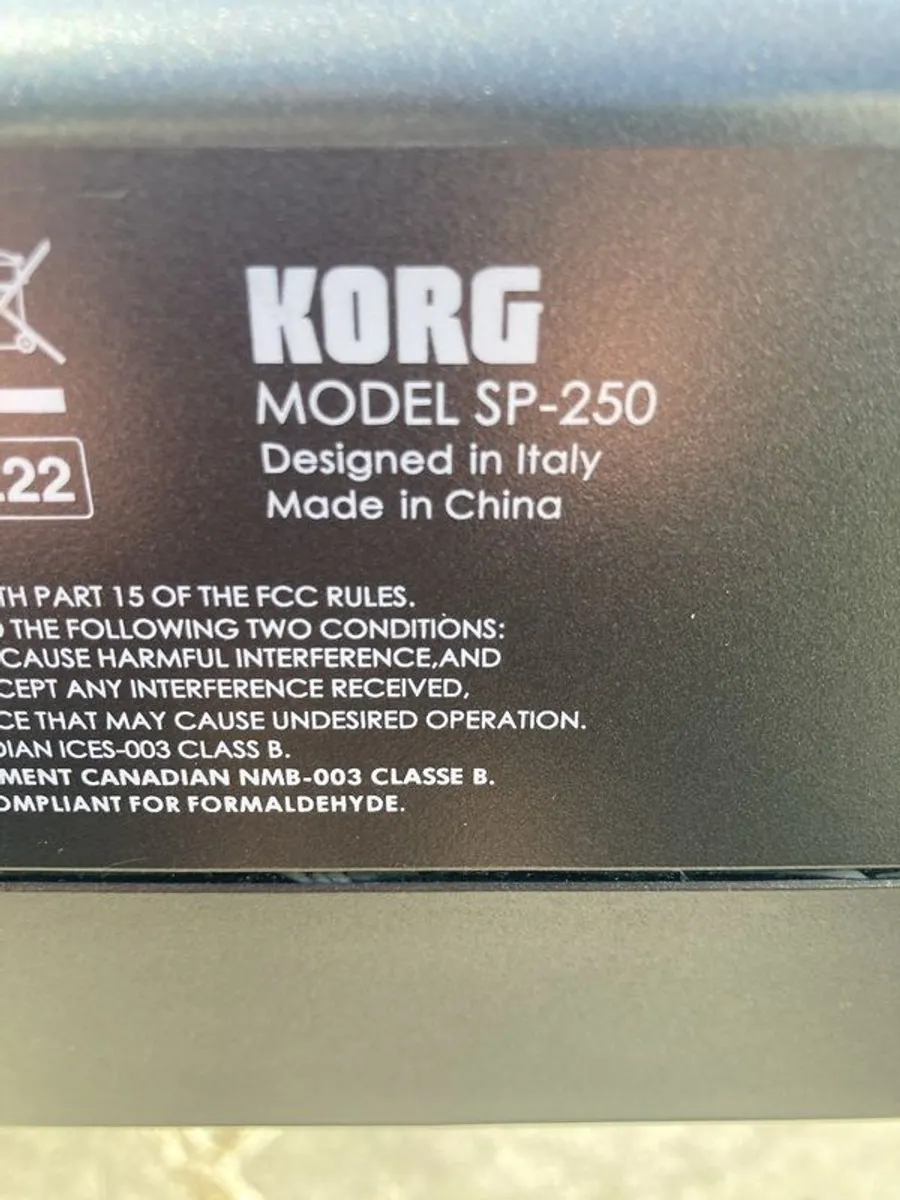 KORG
MODEL SP-250
Designed in Italy
Made in China
.22
TH PART 15 OF THE FCC RULES.
THE FOLLOWING TWO CONDITIONS:
CAUSE HARMFUL INTERFERENCE,AND
CEPT ANY INTERFERENCE RECEIVED,
CE THAT MAY CAUSE UNDESIRED OPERATION.
DIAN ICES-003 CLASS B.
MENT CANADIAN NMB-003 CLASSE B.
OMPLIANT FOR FORMALDEHYDE.